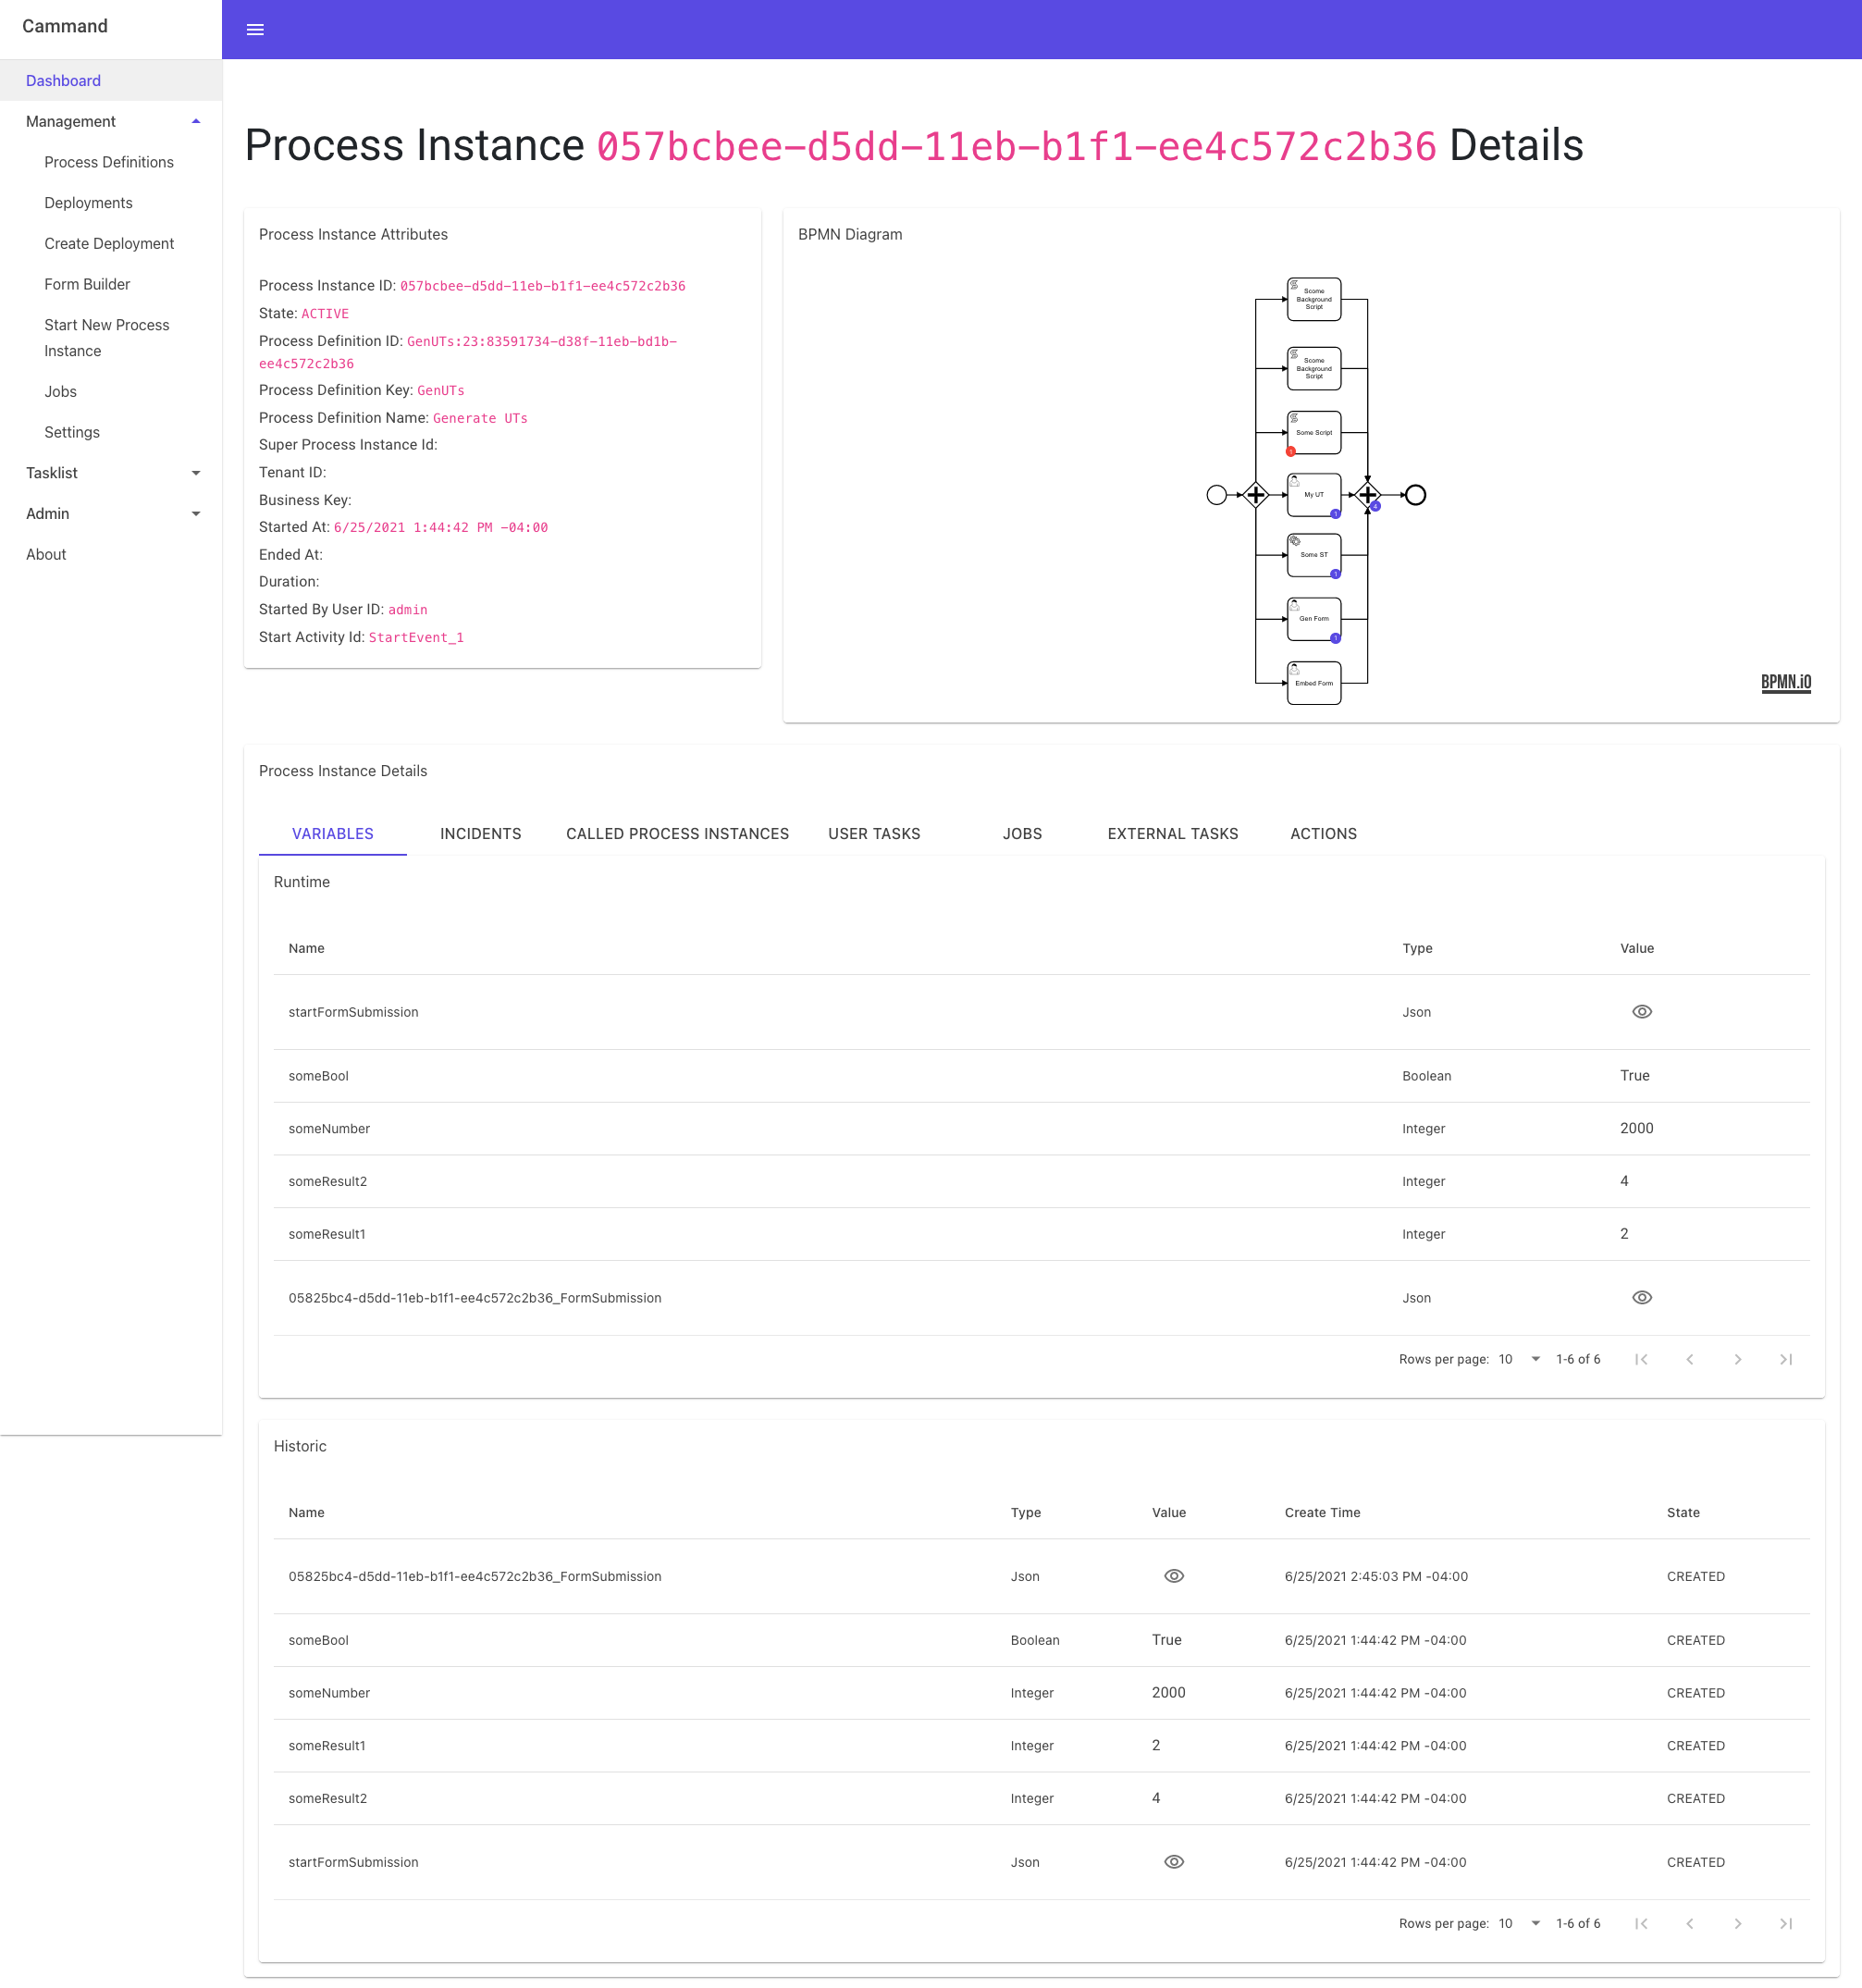 Cammand
Dashboard
Management
Process Definitions
Deployments
Create Deployment
Form Builder
Start New Process
Instance
Jobs
Settings
Tasklist
Admin
About
Process Instance 057bcbee-d5dd-11eb-b1f1-ee4c572c2b36 Details
Process Instance Attributes
Process Instance ID: 057bcbee-d5dd-11eb-b1f1-ee4c572c2b36
State: ACTIVE
Process Definition ID: GenUTs:23:83591734-d38f-11eb-bd1b-
ee4c572c2b36
Process Definition Key: GenUTs
Process Definition Name: Generate UTs
Super Process Instance Id:
Tenant ID:
Business Key:
Started At: 6/25/2021 1:44:42 PM -04:00
Ended At:
Duration:
Started By User ID: admin
Start Activity Id: StartEvent_1
BPMN Diagram
Scome
Background
Script
Scome
Background
Script
Some Script
1
My UT
1
4
Some ST
1
Gen Form
1
Embed Form
BPMN.iO
Process Instance Details
VARIABLES INCIDENTS CALLED PROCESS INSTANCES USER TASKS JOBS EXTERNAL TASKS ACTIONS
Runtime
Name Type Value
startFormSubmission Json
someBool Boolean True
someNumber Integer 2000
someResult2 Integer 4
someResult1 Integer 2
05825bc4-d5dd-11eb-b1f1-ee4c572c2b36_FormSubmission Json
Rows per page: 10 1-6 of 6
Historic
Name Type Value Create Time State
05825bc4-d5dd-11eb-b1f1-ee4c572c2b36_FormSubmission Json 6/25/2021 2:45:03 PM -04:00 CREATED
someBool Boolean True 6/25/2021 1:44:42 PM -04:00 CREATED
someNumber Integer 2000 6/25/2021 1:44:42 PM -04:00 CREATED
someResult1 Integer 2 6/25/2021 1:44:42 PM -04:00 CREATED
someResult2 Integer 4 6/25/2021 1:44:42 PM -04:00 CREATED
startFormSubmission Json 6/25/2021 1:44:42 PM -04:00 CREATED
Rows per page: 10 1-6 of 6